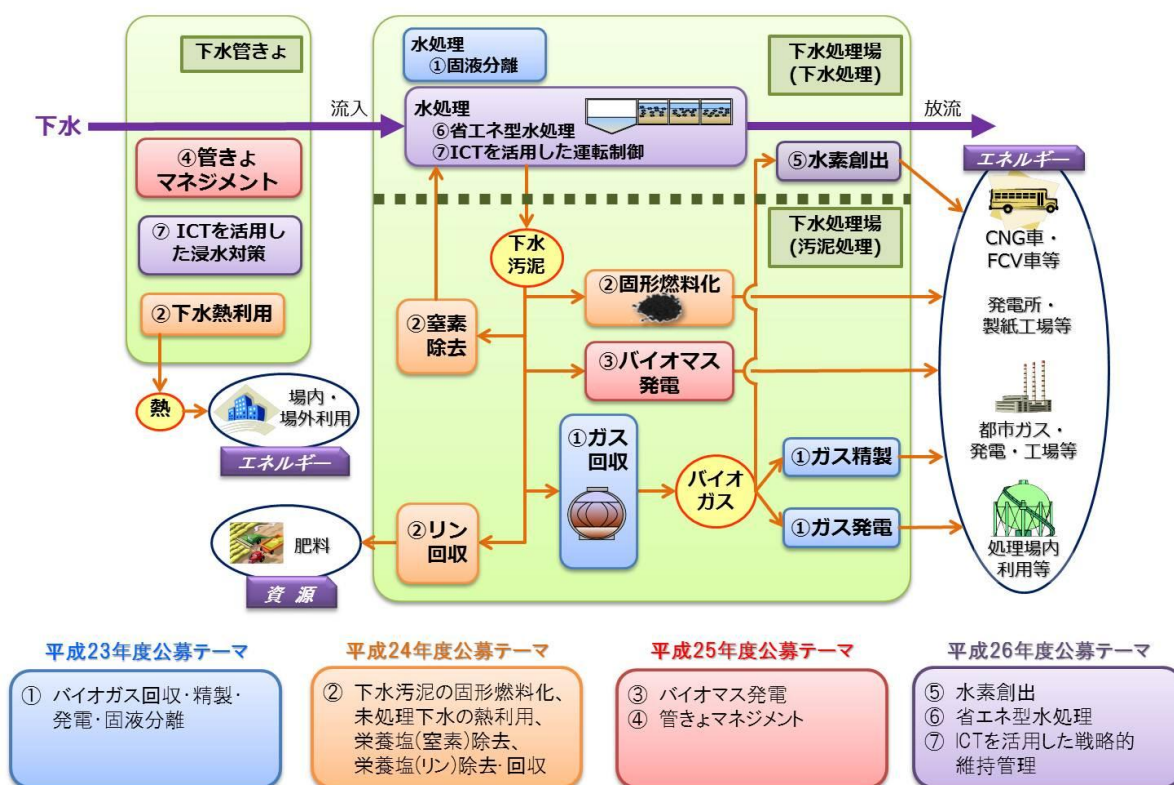 下水管きょ
水処理
①固液分離
下水処理場
(下水処理)
下水
流入
水処理
⑥省エネ型水処理
⑦ICTを活用した運転制御
放流
④管きょ
マネジメント
⑤水素創出
エネルギー
CNG車・
FCV車等
⑦ ICTを活用し
た浸水対策
下水
汚泥
下水処理場
(汚泥処理)
②下水熱利用
②窒素
除去
②固形燃料化
発電所・
製紙工場等
③バイオマス
発電
熱
場内・
場外利用
エネルギー
①ガス
回収
バイオ
ガス
①ガス精製
都市ガス・
発電・工場等
②リン
回収
①ガス発電
肥料
資 源
処理場内
利用等
平成23年度公募テーマ
① バイオガス回収・精製・
発電・固液分離
平成24年度公募テーマ
② 下水汚泥の固形燃料化、
未処理下水の熱利用、
栄養塩(窒素)除去、
栄養塩(リン)除去・回収
平成25年度公募テーマ
③ バイオマス発電
④ 管きょマネジメント
平成26年度公募テーマ
⑤ 水素創出
⑥ 省エネ型水処理
⑦ ICTを活用した戦略的
維持管理